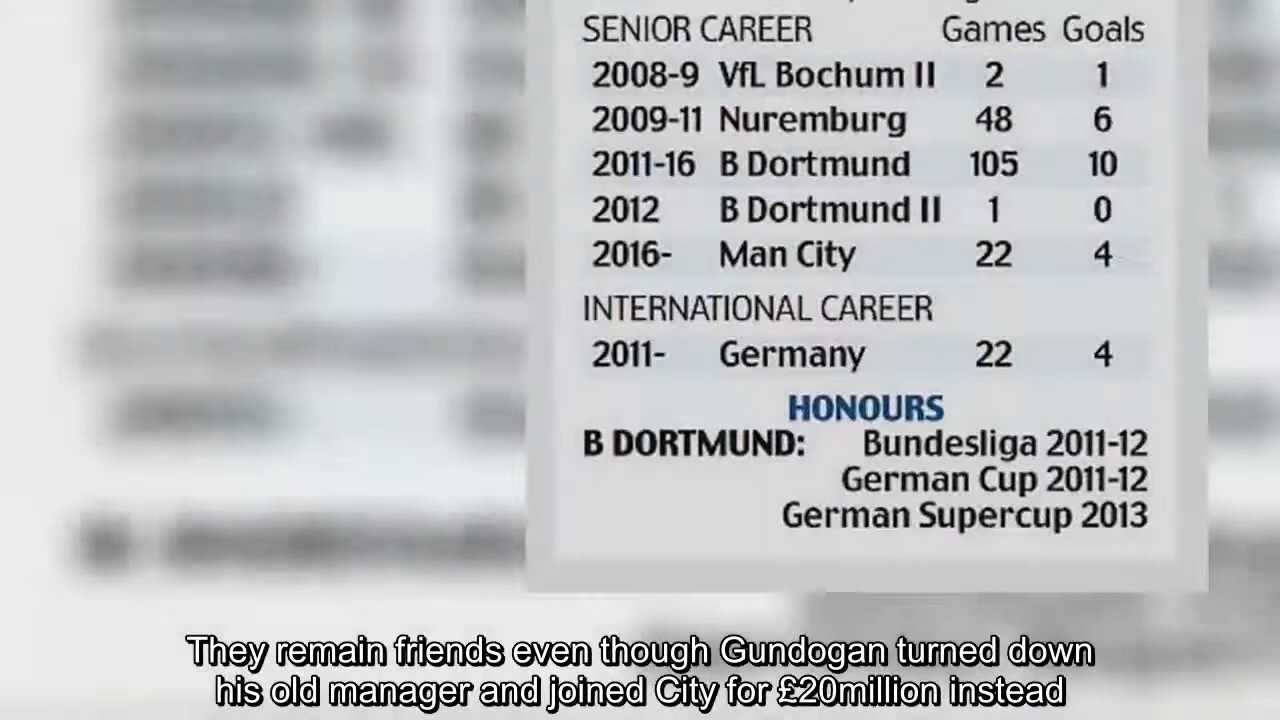 SENIOR CAREER Games Goals
2008-9 VfL Bochum II 2 1
2009-11 Nuremburg 48 6
2011-16 B Dortmund 105 10
2012 B Dortmund II 1 0
2016- Man City 22 4
INTERNATIONAL CAREER
2011- Germany 22 4
HONOURS
B DORTMUND: Bundesliga 2011-12
German Cup 2011-12
German Supercup 2013
They remain friends even though Gundogan turned down
his old manager and joined City for £20million instead